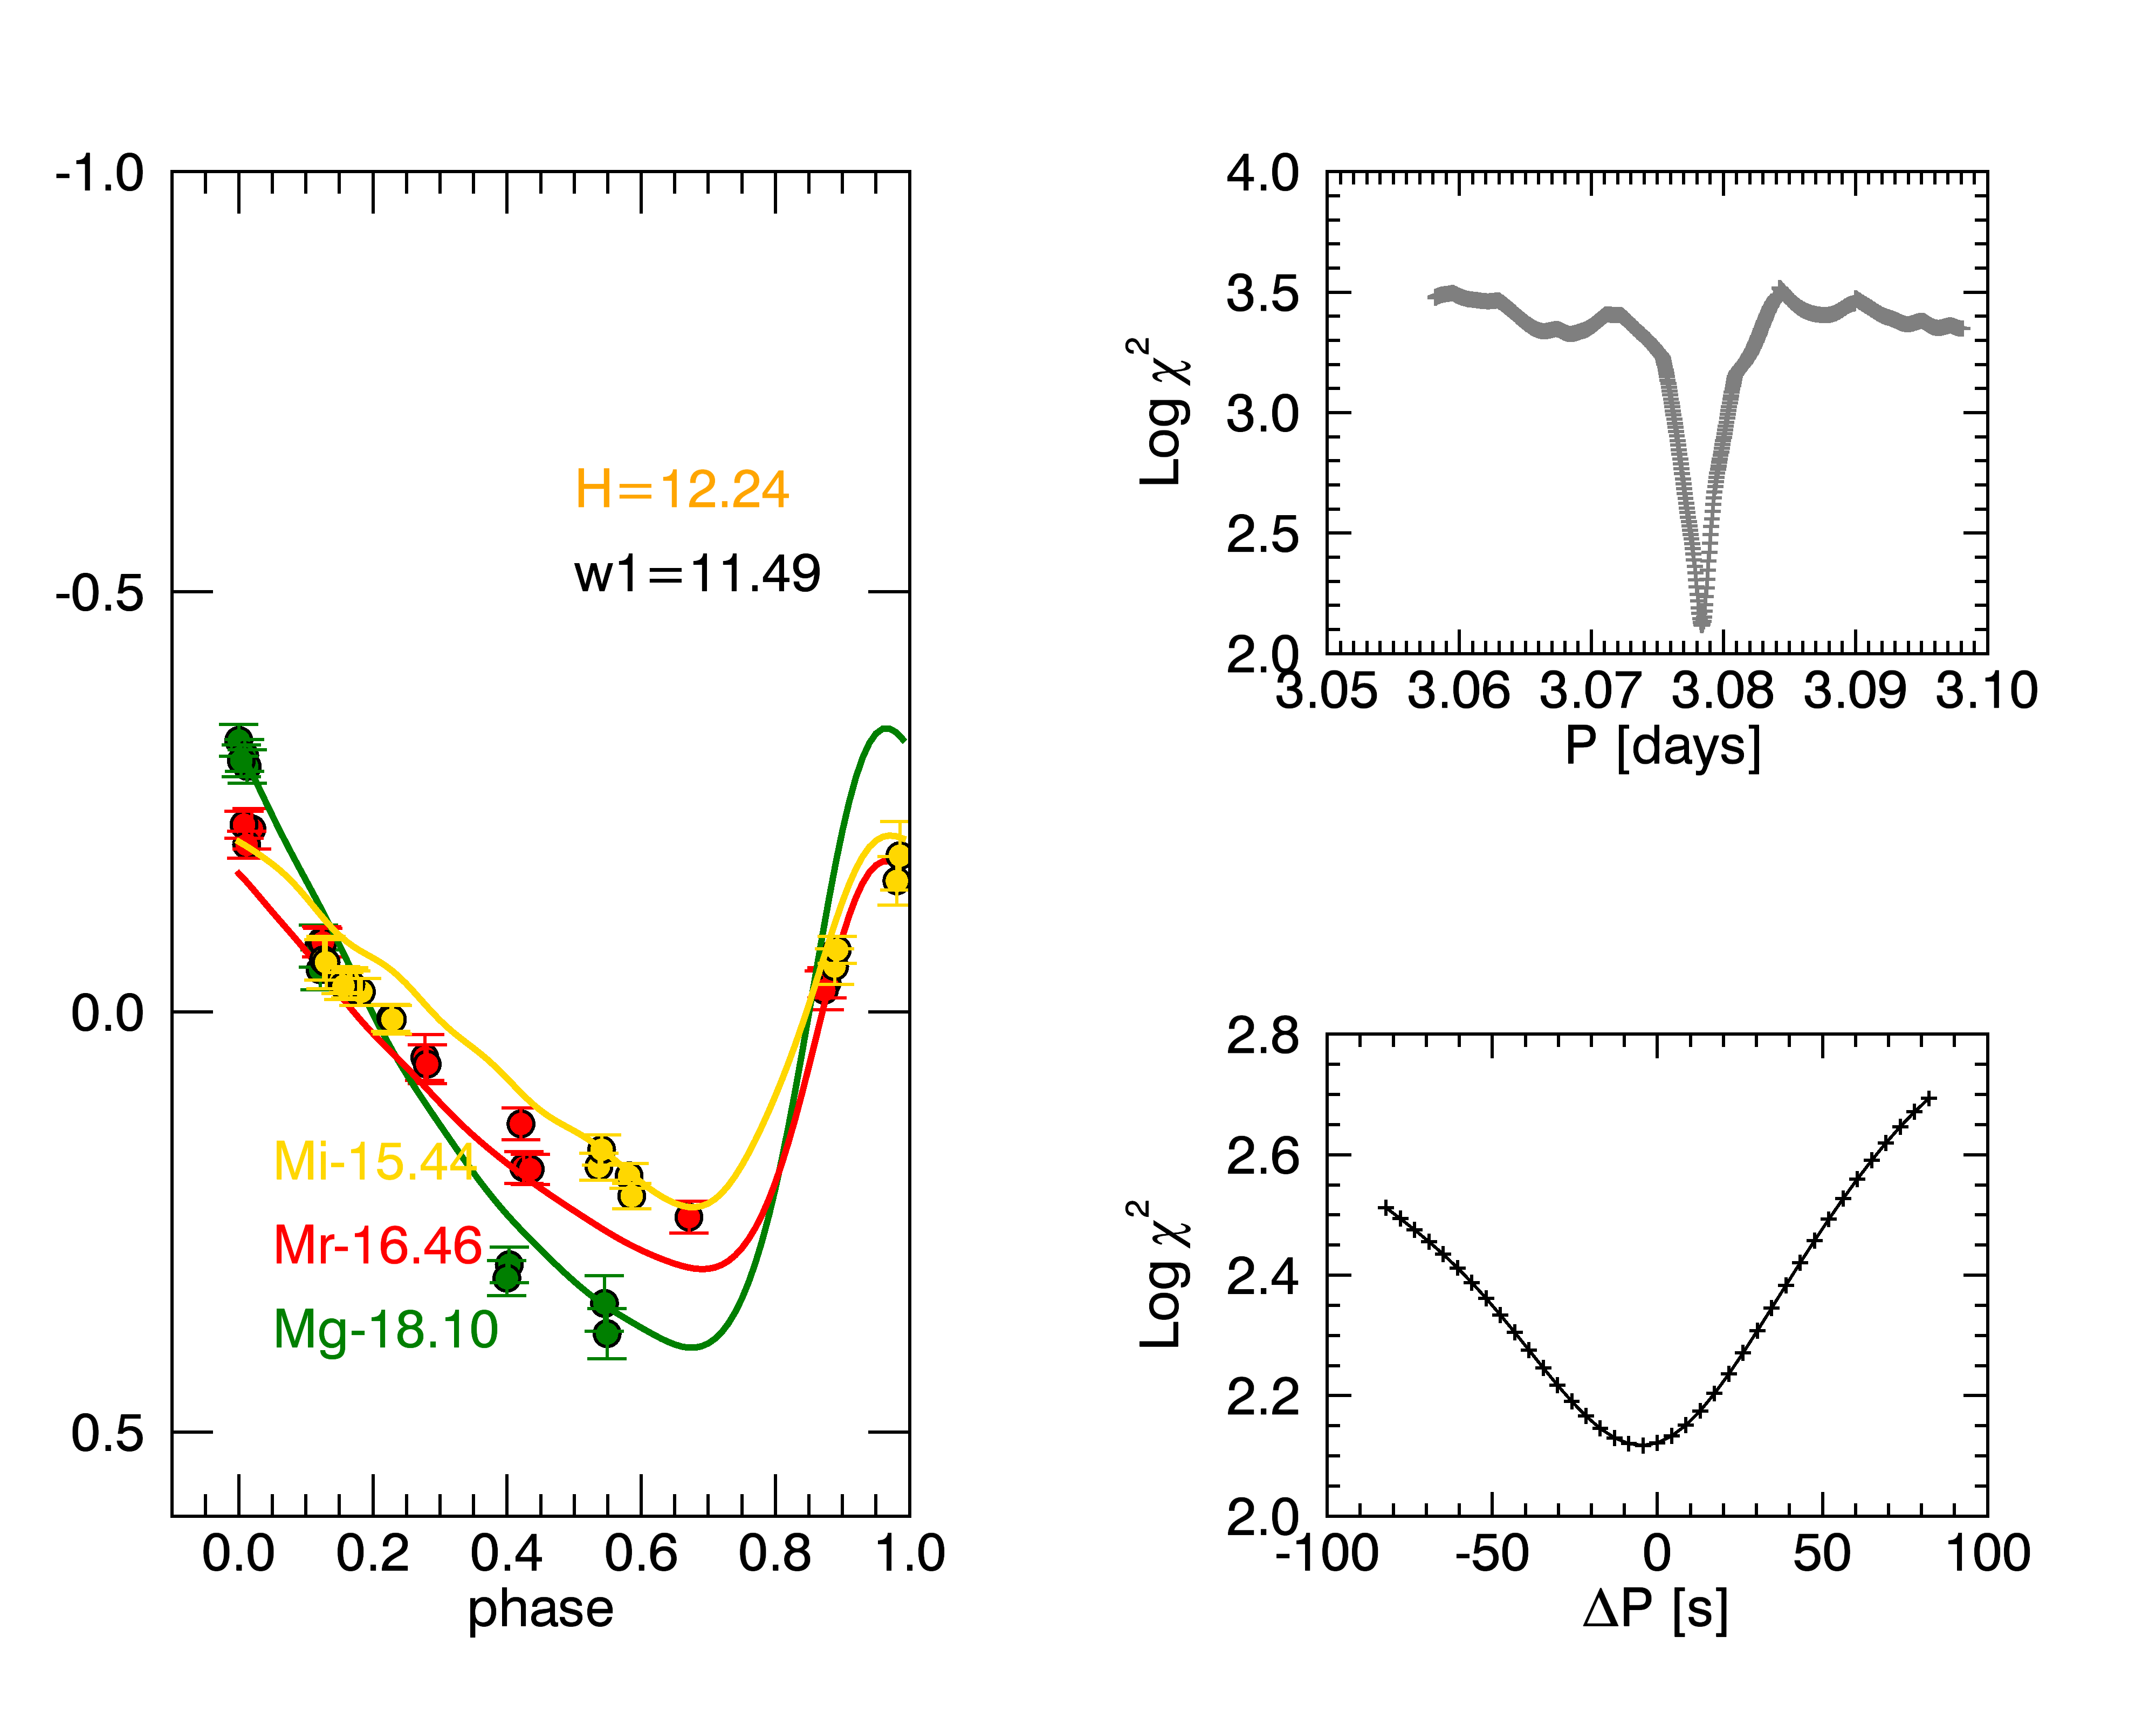 -1.0
-0.5
0.0
0.5
H=12.24
w1=11.49
Mi-15.44
Mr-16.46
Mg-18.10
0.0 0.2 0.4 0.6 0.8 1.0
phase
4.0
3.5
3.0
2.5
2.0
Log χ²
3.05 3.06 3.07 3.08 3.09 3.10
P [days]
2.8
2.6
2.4
2.2
2.0
Log χ²
-100 -50 0 50 100
ΔP [s]